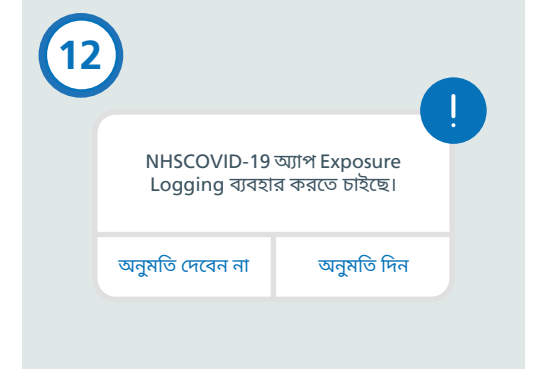 12
!
NHSCOVID-19 অ্যাপ Exposure
Logging ব্যবহার করতে চাইছে।
অনুমতি দেবেন না
অনুমতি দিন